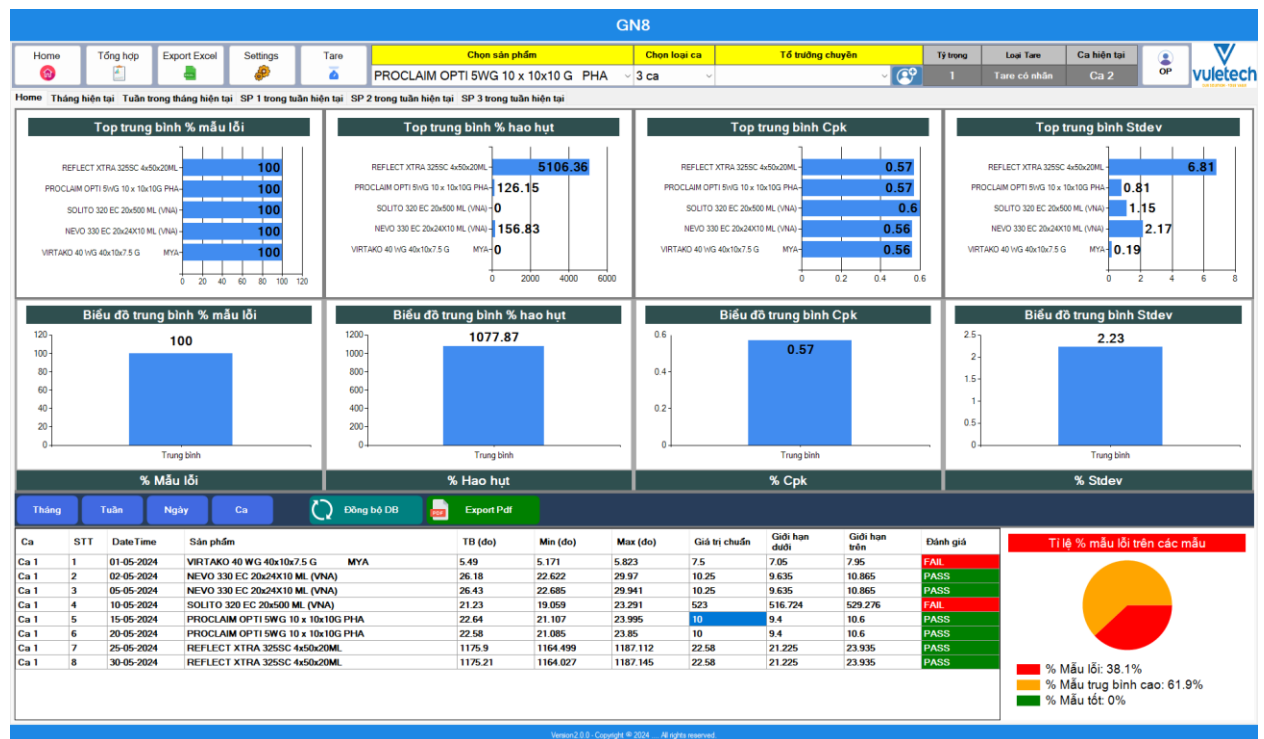 GN8
Home Tổng hợp Export Excel Settings Tare Chọn sản phẩm Chọn loại ca Tổ trưởng chuyền Tỷ trọng Loại Tare Ca hiện tại
PROCLAIM OPTI 5WG 10 x 10x10 G PHA 3 ca 1 Tare có nhãn Ca 2 OP vuletech
Home Tháng hiện tại Tuần trong tháng hiện tại SP 1 trong tuần hiện tại SP 2 trong tuần hiện tại SP 3 trong tuần hiện tại
Top trung bình % mẫu lỗi
REFLECT XTRA 325SC 4x50x20ML 100
PROCLAIM OPTI 5WG 10 x 10x10G PHA 100
SOLITO 320 EC 20x500 ML (VNA) 100
NEVO 330 EC 20x24X10 ML (VNA) 100
VIRTAKO 40 WG 40x10x7.5 G MYA 100
0 20 40 60 80 100 120
Top trung bình % hao hụt
REFLECT XTRA 325SC 4x50x20ML 5106.36
PROCLAIM OPTI 5WG 10 x 10x10G PHA 126.15
SOLITO 320 EC 20x500 ML (VNA) 0
NEVO 330 EC 20x24X10 ML (VNA) 156.83
VIRTAKO 40 WG 40x10x7.5 G MYA 0
0 2000 4000 6000
Top trung bình Cpk
REFLECT XTRA 325SC 4x50x20ML 0.57
PROCLAIM OPTI 5WG 10 x 10x10G PHA 0.57
SOLITO 320 EC 20x500 ML (VNA) 0.6
NEVO 330 EC 20x24X10 ML (VNA) 0.56
VIRTAKO 40 WG 40x10x7.5 G MYA 0.56
0 0.2 0.4 0.6
Top trung bình Stdev
REFLECT XTRA 325SC 4x50x20ML 6.81
PROCLAIM OPTI 5WG 10 x 10x10G PHA 0.81
SOLITO 320 EC 20x500 ML (VNA) 1.15
NEVO 330 EC 20x24X10 ML (VNA) 2.17
VIRTAKO 40 WG 40x10x7.5 G MYA 0.19
0 2 4 6 8
Biểu đồ trung bình % mẫu lỗi
120
100
80
60
40
20
0
100
Trung bình
% Mẫu lỗi
Biểu đồ trung bình % hao hụt
1200
1000
800
600
400
200
0
1077.87
Trung bình
% Hao hụt
Biểu đồ trung bình Cpk
0.6
0.4
0.2
0
0.57
Trung bình
% Cpk
Biểu đồ trung bình Stdev
2.5
2
1.5
1
0.5
0
2.23
Trung bình
% Stdev
Tháng Tuần Ngày Ca Đồng bộ DB PDF Export Pdf
Ca STT DateTime Sản phẩm TB (đo) Min (đo) Max (đo) Giá trị chuẩn Giới hạn dưới Giới hạn trên Đánh giá
Ca 1 1 01-05-2024 VIRTAKO 40 WG 40x10x7.5 G MYA 5.49 5.171 5.823 7.5 7.05 7.95 FAIL
Ca 1 2 02-05-2024 NEVO 330 EC 20x24X10 ML (VNA) 26.18 22.622 29.97 10.25 9.635 10.865 PASS
Ca 1 3 05-05-2024 NEVO 330 EC 20x24X10 ML (VNA) 26.43 22.685 29.941 10.25 9.635 10.865 PASS
Ca 1 4 10-05-2024 SOLITO 320 EC 20x500 ML (VNA) 21.23 19.059 23.291 523 516.724 529.276 FAIL
Ca 1 5 15-05-2024 PROCLAIM OPTI 5WG 10 x 10x10G PHA 22.64 21.107 23.995 10 9.4 10.6 PASS
Ca 1 6 20-05-2024 PROCLAIM OPTI 5WG 10 x 10x10G PHA 22.58 21.085 23.85 10 9.4 10.6 PASS
Ca 1 7 25-05-2024 REFLECT XTRA 325SC 4x50x20ML 1175.9 1164.499 1187.112 22.58 21.225 23.935 PASS
Ca 1 8 30-05-2024 REFLECT XTRA 325SC 4x50x20ML 1175.21 1164.027 1187.145 22.58 21.225 23.935 PASS
Tỉ lệ % mẫu lỗi trên các mẫu
% Mẫu lỗi: 38.1%
% Mẫu trug bình cao: 61.9%
% Mẫu tốt: 0%
Version2.0.0 - Copyright © 2024 .... All rights reserved.